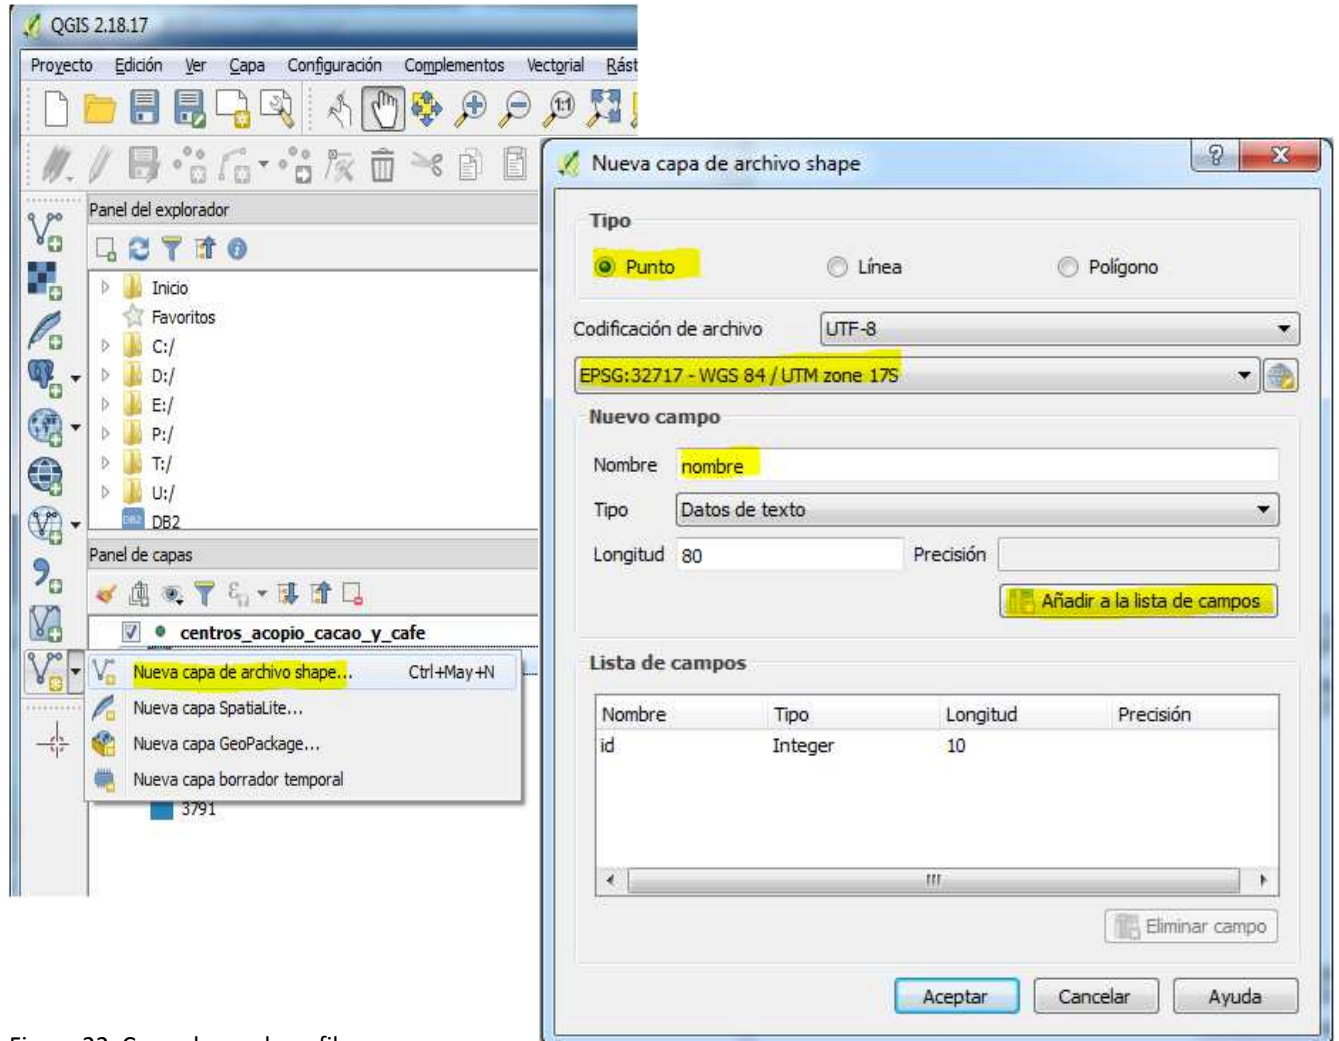 QGIS 2.18.17
Proyecto Edición Ver Capa Configuración Complementos Vectorial Rást
1:1
Panel del explorador
Inicio
Favoritos
C:/
D:/
E:/
P:/
T:/
U:/
DB2 DB2
Panel de capas
centros_acopio_cacao_y_cafe
Nueva capa de archivo shape... Ctrl+May+N
Nueva capa SpatiaLite...
Nueva capa GeoPackage...
Nueva capa borrador temporal
3791
Nueva capa de archivo shape
Tipo
Punto Línea Polígono
Codificación de archivo UTF-8
EPSG:32717 - WGS 84 / UTM zone 17S
Nuevo campo
Nombre nombre
Tipo Datos de texto
Longitud 80 Precisión
Añadir a la lista de campos
Lista de campos
Nombre Tipo Longitud Precisión
id Integer 10
Eliminar campo
Aceptar Cancelar Ayuda